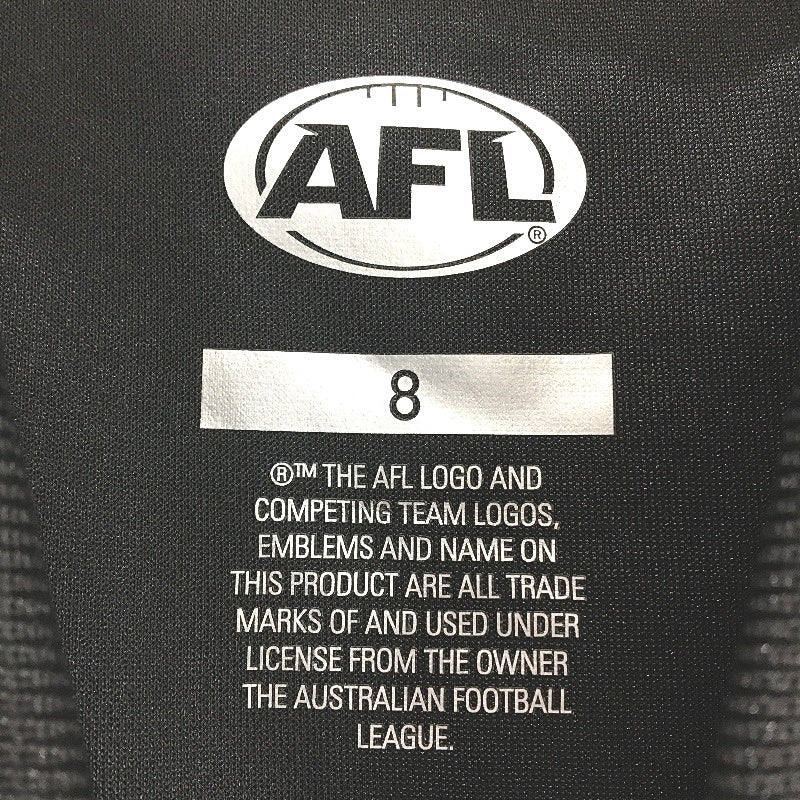 AFL®
8
®™ THE AFL LOGO AND
COMPETING TEAM LOGOS,
EMBLEMS AND NAME ON
THIS PRODUCT ARE ALL TRADE
MARKS OF AND USED UNDER
LICENSE FROM THE OWNER
THE AUSTRALIAN FOOTBALL
LEAGUE.